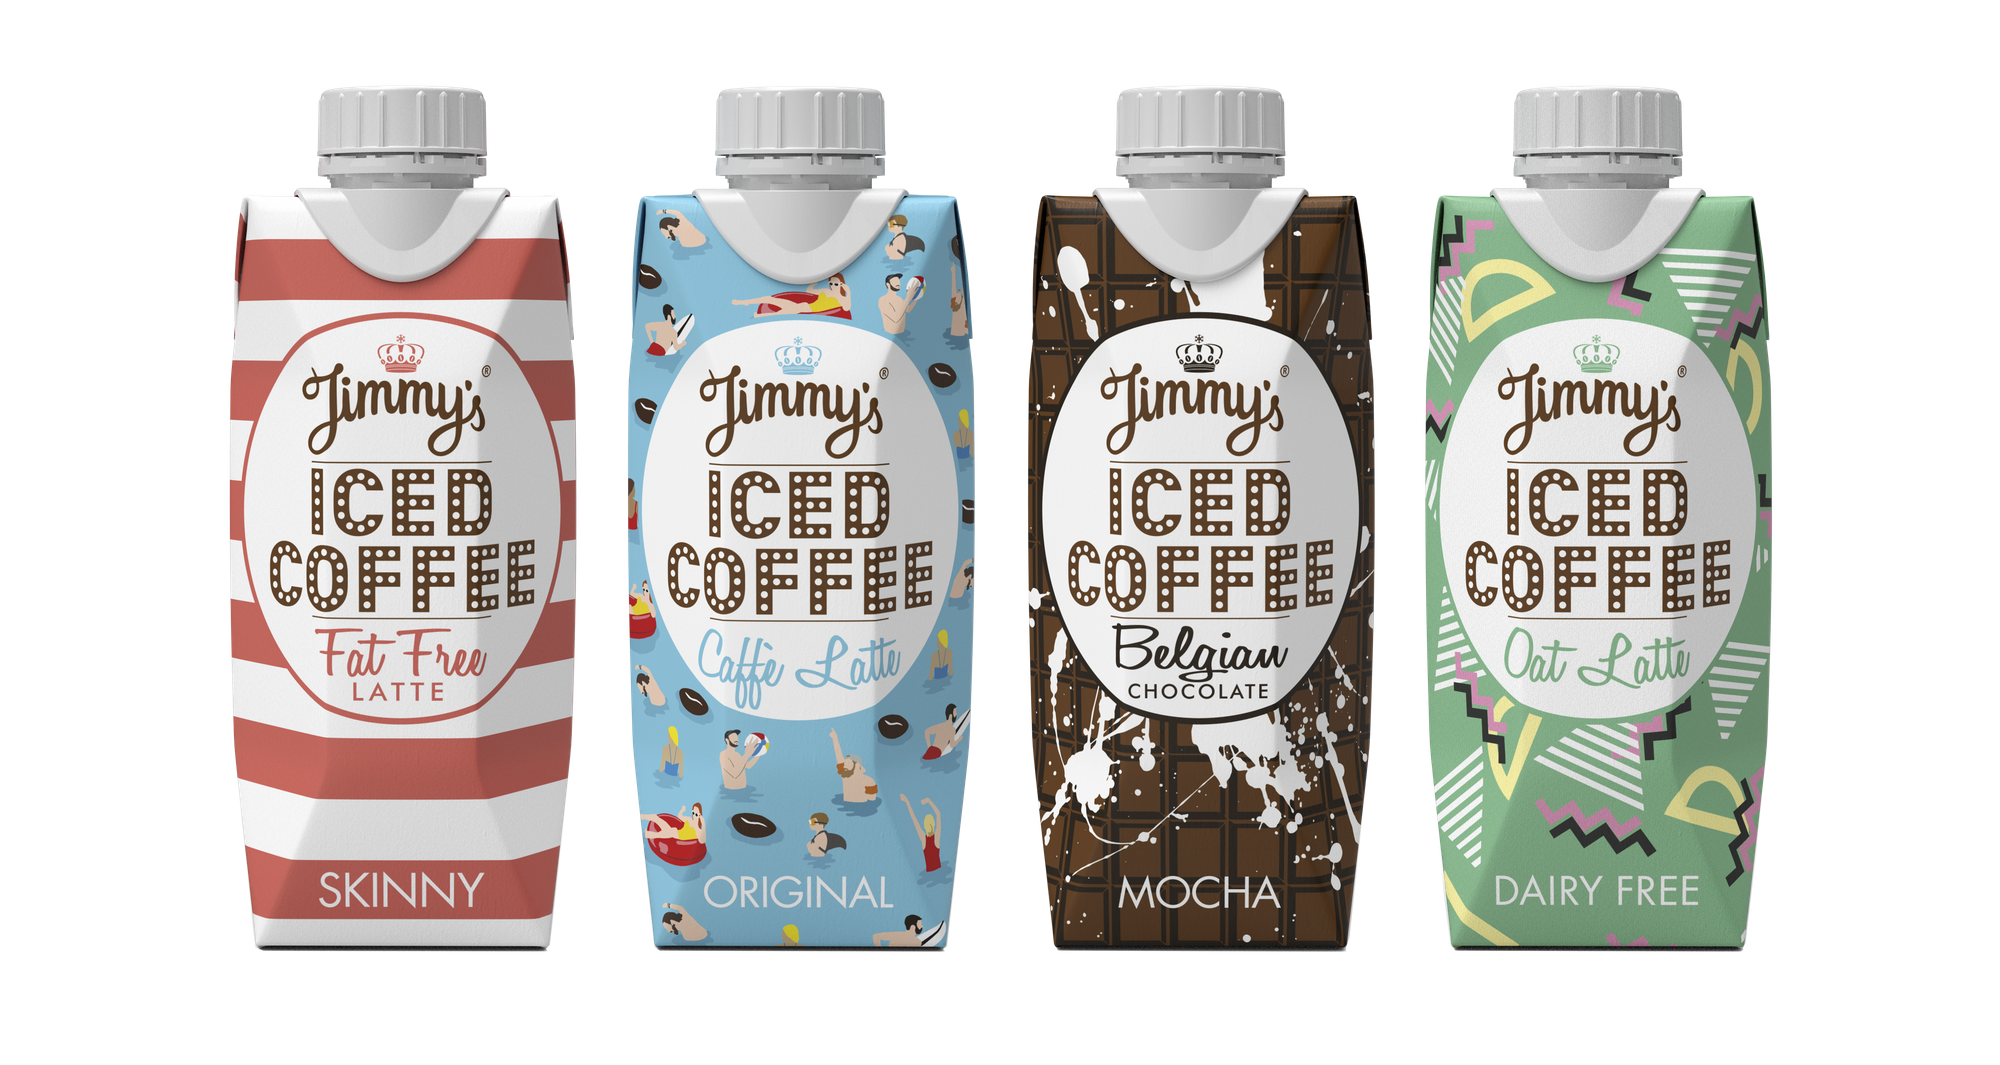 Jimmy's®
ICED
COFFEE
Fat Free
LATTE
SKINNY
Jimmy's®
ICED
COFFEE
Caffè Latte
ORIGINAL
Jimmy's®
ICED
COFFEE
Belgian
CHOCOLATE
MOCHA
Jimmy's®
ICED
COFFEE
Oat Latte
DAIRY FREE